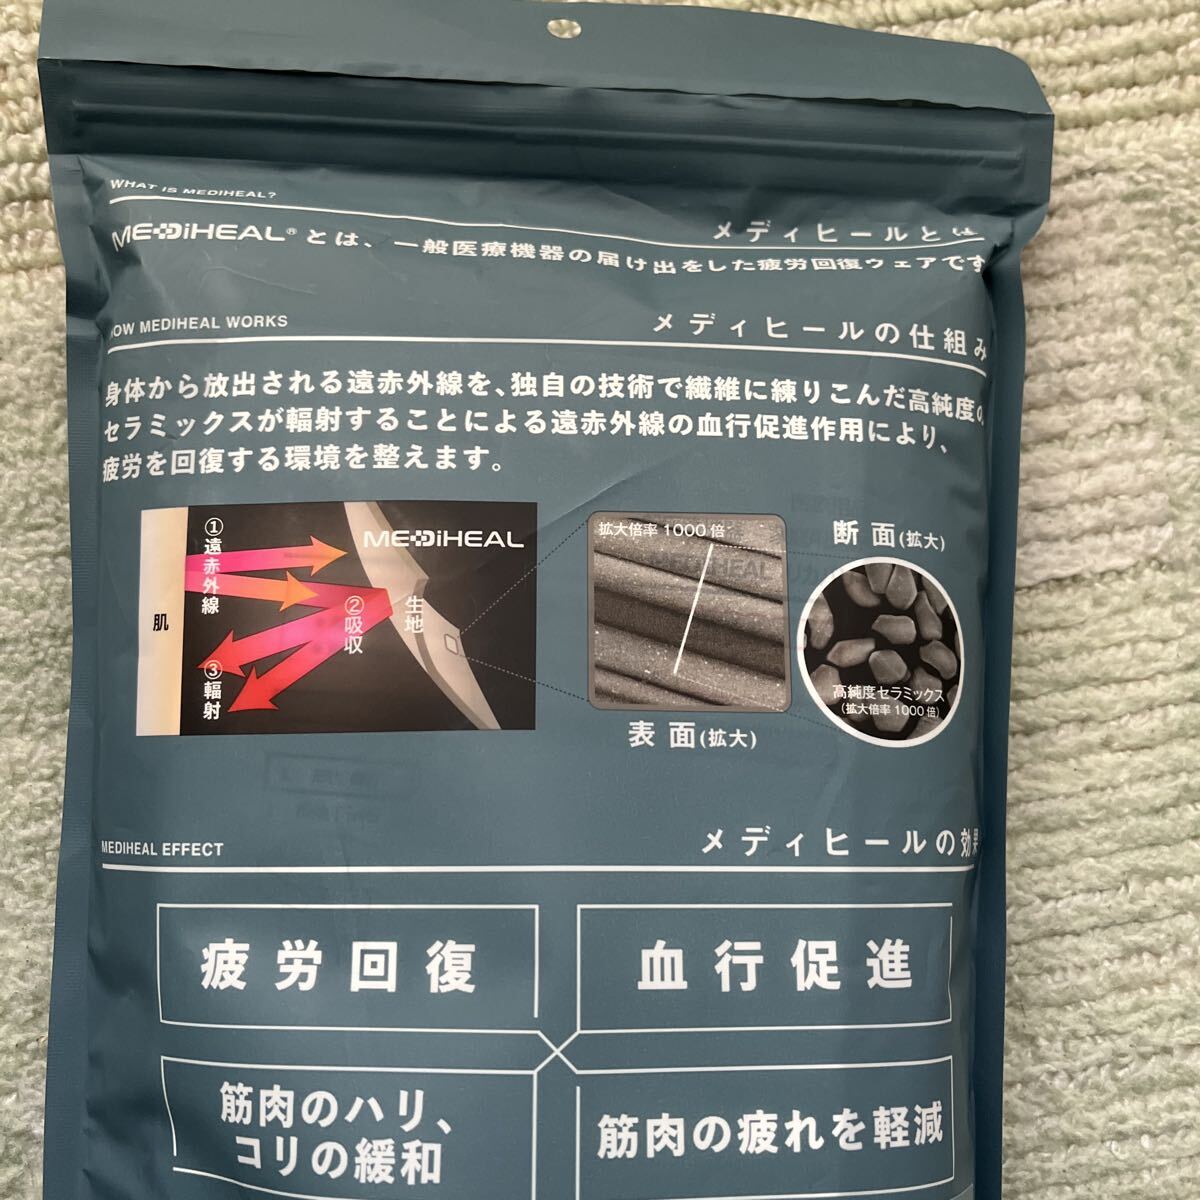 WHAT IS MEDIHEAL?
メディヒールとは
MEDiHEAL®とは、一般医療機器の届け出をした疲労回復ウェアです
HOW MEDIHEAL WORKS
メディヒールの仕組み
身体から放出される遠赤外線を、独自の技術で繊維に練りこんだ高純度の
セラミックスが輻射することによる遠赤外線の血行促進作用により、
疲労を回復する環境を整えます。
肌
①遠赤外線
②吸収
③輻射
生地
MEDiHEAL
拡大倍率1000倍
表面(拡大)
断面(拡大)
高純度セラミックス
(拡大倍率1000倍)
MEDIHEAL EFFECT
メディヒールの効果
疲労回復
血行促進
筋肉のハリ、
コリの緩和
筋肉の疲れを軽減